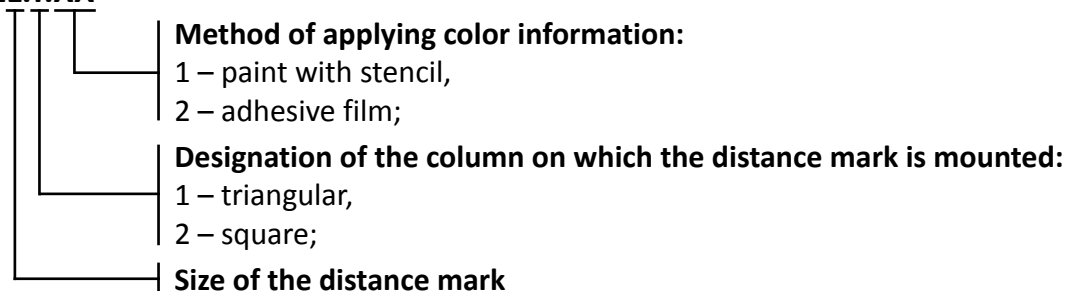 Method of applying color information:
1 – paint with stencil,
2 – adhesive film;
Designation of the column on which the distance mark is mounted:
1 – triangular,
2 – square;
Size of the distance mark